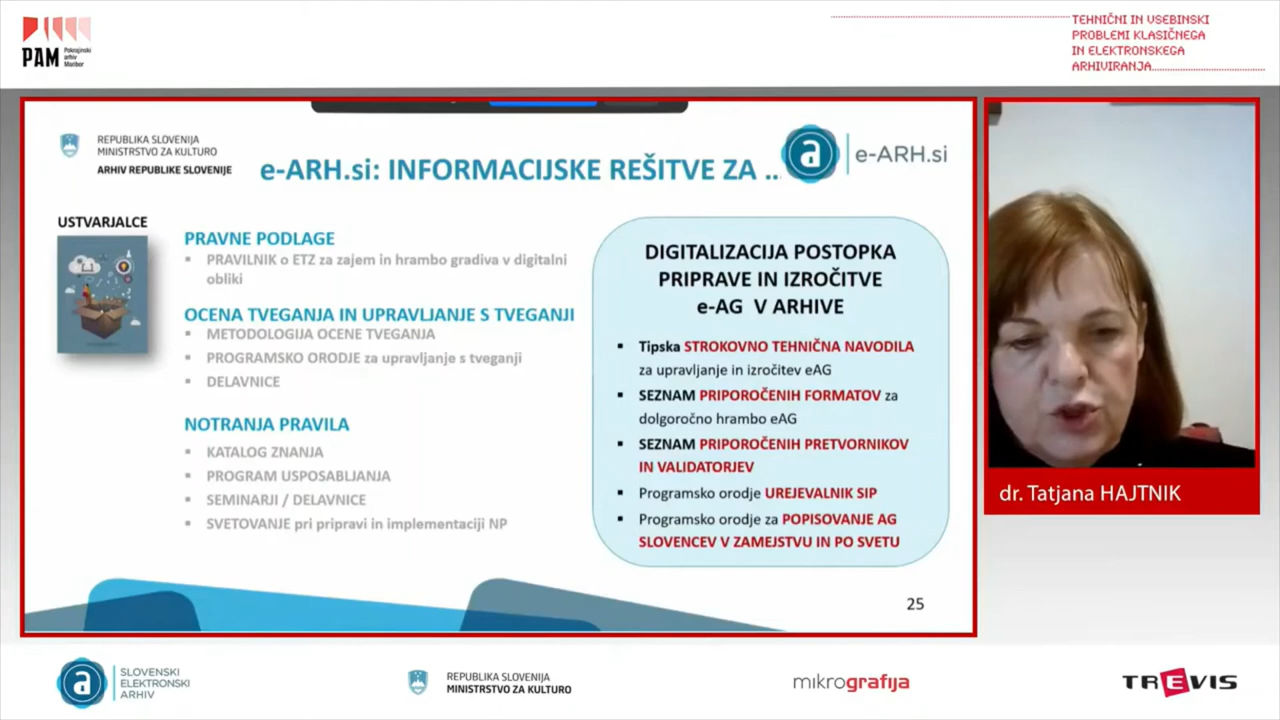 PAM
Pokrajinski
arhiv
Maribor
TEHNIČNI IN VSEBINSKI
PROBLEMI KLASIČNEGA
IN ELEKTRONSKEGA
ARHIVIRANJA
REPUBLIKA SLOVENIJA
MINISTRSTVO ZA KULTURO
ARHIV REPUBLIKE SLOVENIJE
e-ARH.si: INFORMACIJSKE REŠITVE ZA ..
a e-ARH.si
USTVARJALCE
PRAVNE PODLAGE
▪ PRAVILNIK o ETZ za zajem in hrambo gradiva v digitalni
obliki
OCENA TVEGANJA IN UPRAVLJANJE S TVEGANJI
▪ METODOLOGIJA OCENE TVEGANJA
▪ PROGRAMSKO ORODJE za upravljanje s tveganji
▪ DELAVNICE
NOTRANJA PRAVILA
▪ KATALOG ZNANJA
▪ PROGRAM USPOSABLJANJA
▪ SEMINARJI / DELAVNICE
▪ SVETOVANJE pri pripravi in implementaciji NP
DIGITALIZACIJA POSTOPKA
PRIPRAVE IN IZROČITVE
e-AG V ARHIVE
▪ Tipska STROKOVNO TEHNIČNA NAVODILA
za upravljanje in izročitev eAG
▪ SEZNAM PRIPOROČENIH FORMATOV za
dolgoročno hrambo eAG
▪ SEZNAM PRIPOROČENIH PRETVORNIKOV
IN VALIDATORJEV
▪ Programsko orodje UREJEVALNIK SIP
▪ Programsko orodje za POPISOVANJE AG
SLOVENCEV V ZAMEJSTVU IN PO SVETU
25
dr. Tatjana HAJTNIK
a SLOVENSKI
ELEKTRONSKI
ARHIV
REPUBLIKA SLOVENIJA
MINISTRSTVO ZA KULTURO
mikrografija
TREVIS